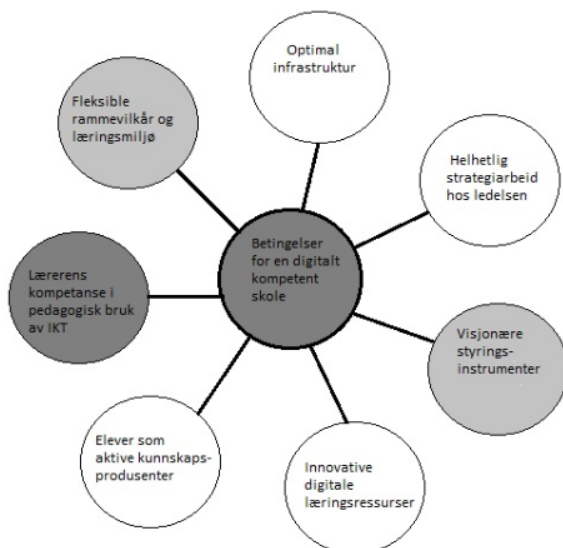 Optimal
infrastruktur
Fleksible
rammevilkår og
læringsmiljø
Helhetlig
strategiarbeid
hos ledelsen
Betingelser
for en digitalt
kompetent
skole
Lærerens
kompetanse i
pedagogisk bruk
av IKT
Visjonære
styrings-
instrumenter
Elever som
aktive kunnskaps-
produsenter
Innovative
digitale
læringsressurser